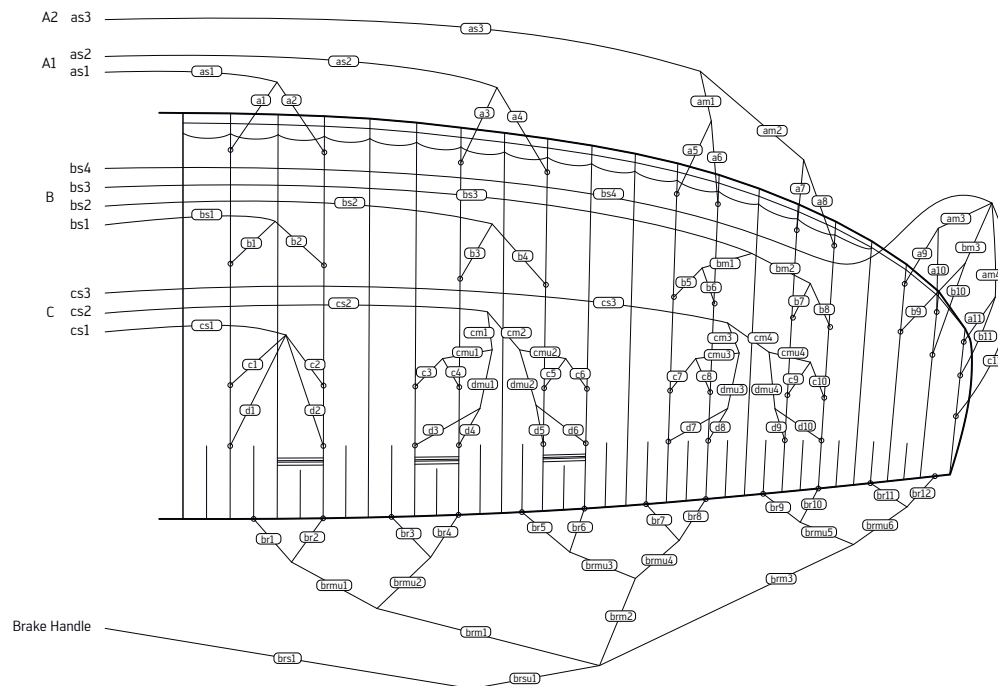 A2 as3 as3
as2 as2
A1
as1 as1
a1 a2 a3 a4
am1 am2
a5 a6 a7 a8
bs4 bs4
bs3 bs3
B
bs2 bs2
bs1 bs1
b1 b2 b3 b4
bm1 bm2
b5 b6 b7 b8
am3 bm3 am4
a9 a10 b10 b9 a11 b11
cs3 cs3
C cs2 cs2
cs1 cs1
cm1 cm2 cm3 cm4
cmu1 cmu2 cmu3 cmu4
c1 c2 c3 c4 c5 c6 c7 c8 c9 c10
dmu1 dmu2 dmu3 dmu4
d1 d2 d3 d4 d5 d6 d7 d8 d9 d10
br1 br2 br3 br4 br5 br6 br7 br8 br9 br10 br11 br12
brmu1 brmu2 brmu3 brmu4 brmu5 brmu6
brm1 brm2 brm3
Brake Handle
brs1 brsu1